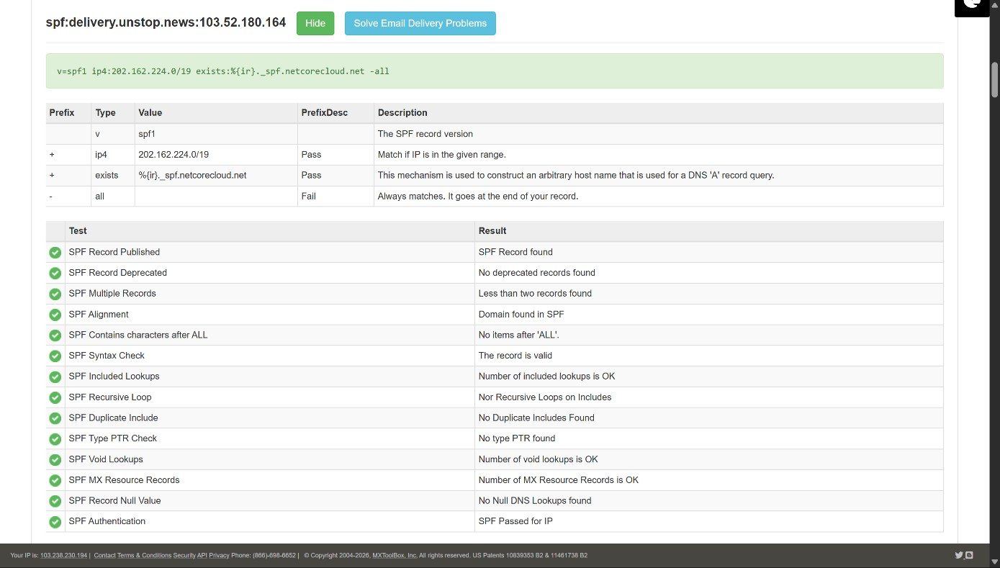 spf:delivery.unstop.news:103.52.180.164 Hide Solve Email Delivery Problems
v=spf1 ip4:202.162.224.0/19 exists:%{ir}._spf.netcorecloud.net -all
Prefix Type Value PrefixDesc Description
v spf1 The SPF record version
+ ip4 202.162.224.0/19 Pass Match if IP is in the given range.
+ exists %{ir}._spf.netcorecloud.net Pass This mechanism is used to construct an arbitrary host name that is used for a DNS 'A' record query.
- all Fail Always matches. It goes at the end of your record.
Test Result
SPF Record Published SPF Record found
SPF Record Deprecated No deprecated records found
SPF Multiple Records Less than two records found
SPF Alignment Domain found in SPF
SPF Contains characters after ALL No items after 'ALL'.
SPF Syntax Check The record is valid
SPF Included Lookups Number of included lookups is OK
SPF Recursive Loop Nor Recursive Loops on Includes
SPF Duplicate Include No Duplicate Includes Found
SPF Type PTR Check No type PTR found
SPF Void Lookups Number of void lookups is OK
SPF MX Resource Records Number of MX Resource Records is OK
SPF Record Null Value No Null DNS Lookups found
SPF Authentication SPF Passed for IP
Your IP is: 103.238.230.194 | Contact Terms & Conditions Security API Privacy Phone: (866)-698-6652 | © Copyright 2004-2026, MXToolBox, Inc, All rights reserved. US Patents 10839353 B2 & 11461738 B2